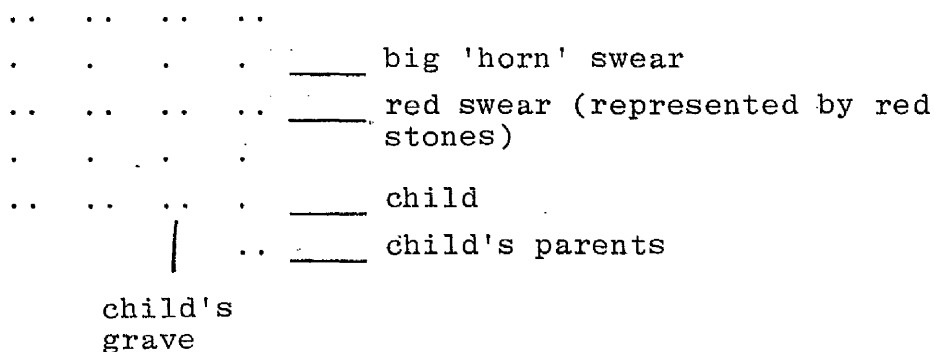 big 'horn' swear
red swear (represented by red
stones)
child
child's parents
child's
grave